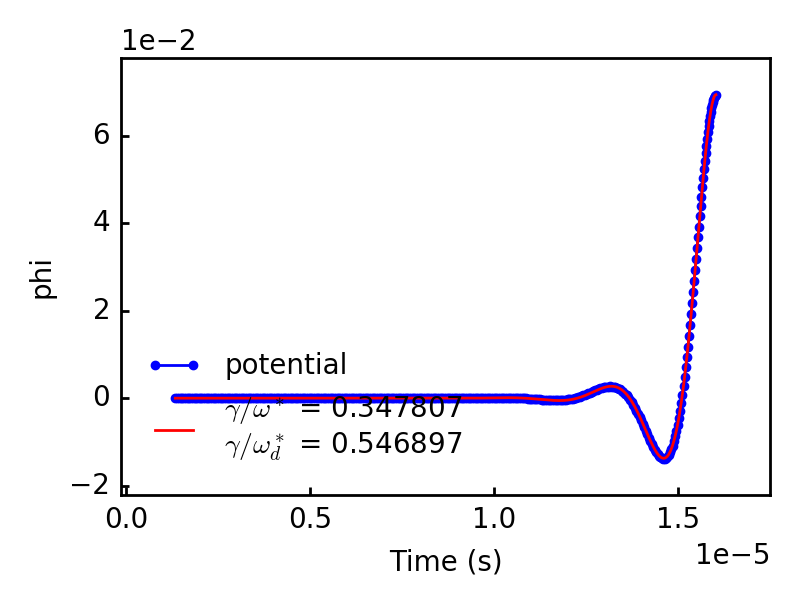 1e−2
6
4
2
0
−2
phi
potential
γ/ω* = 0.347807
γ/ω*_d = 0.546897
0.0 0.5 1.0 1.5
1e−5
Time (s)